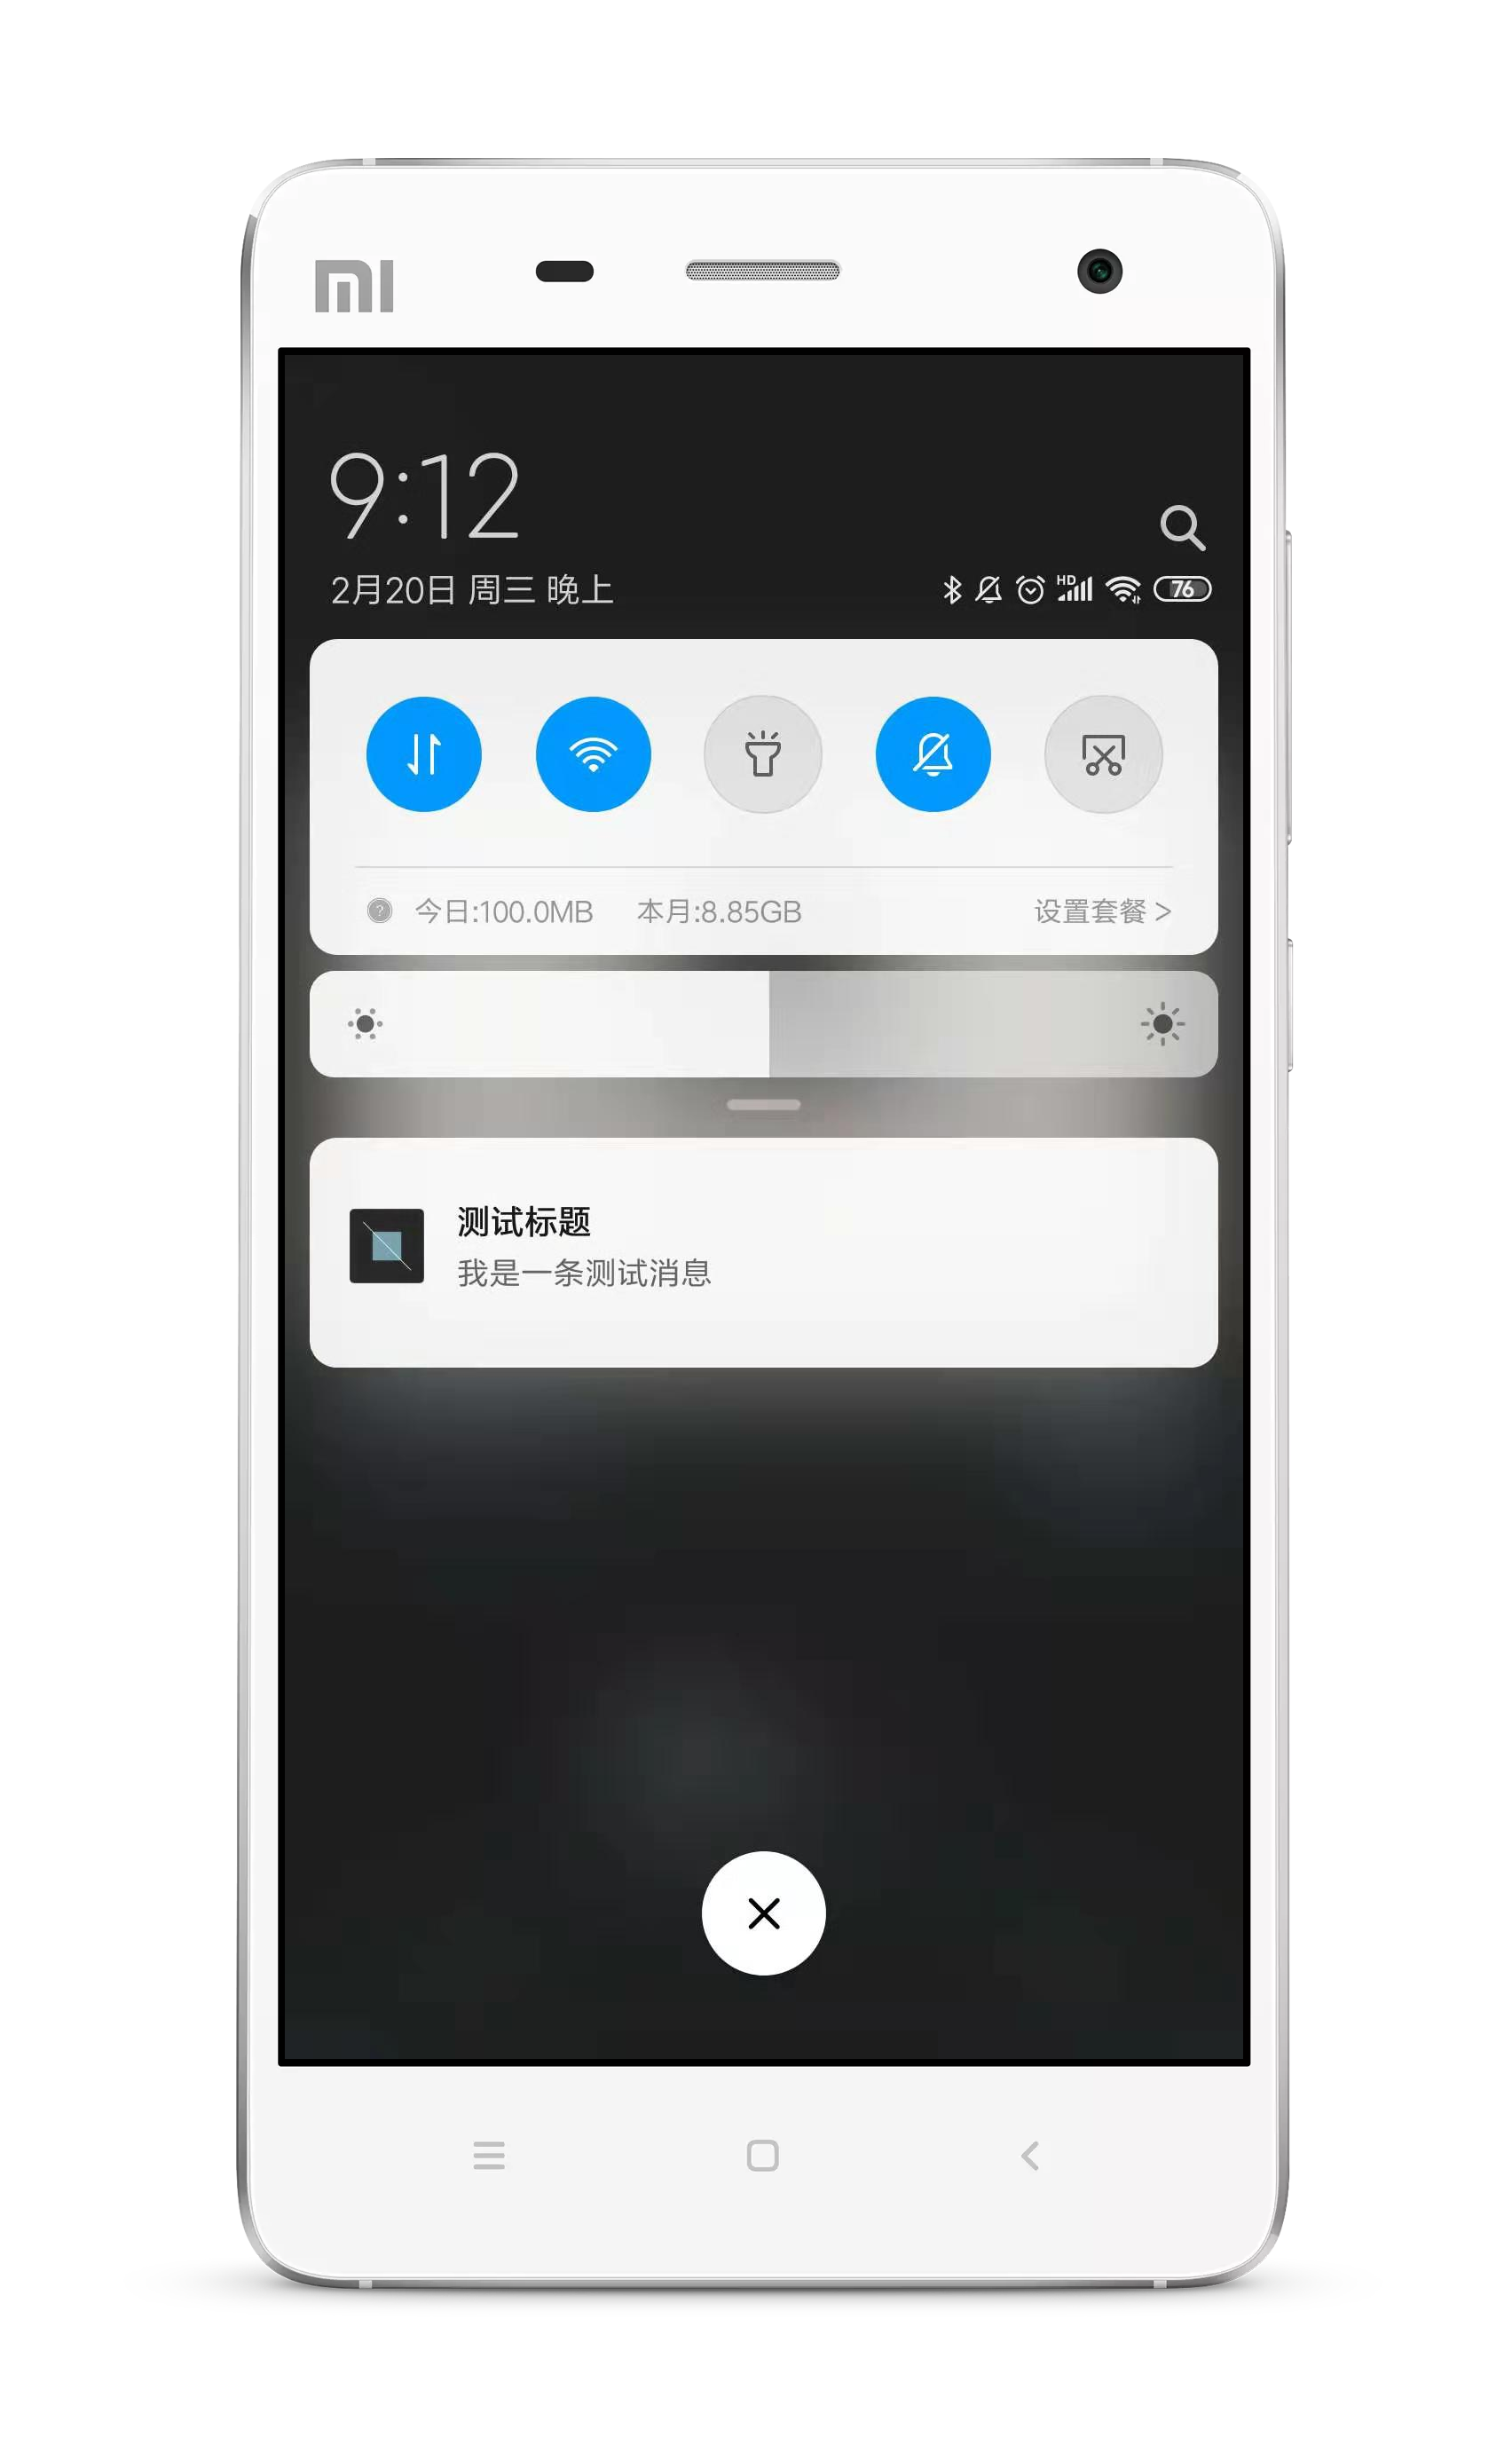 mi
9:12
2月20日 周三 晚上
HD
76
? 今日:100.0MB 本月:8.85GB 设置套餐 >
测试标题
我是一条测试消息